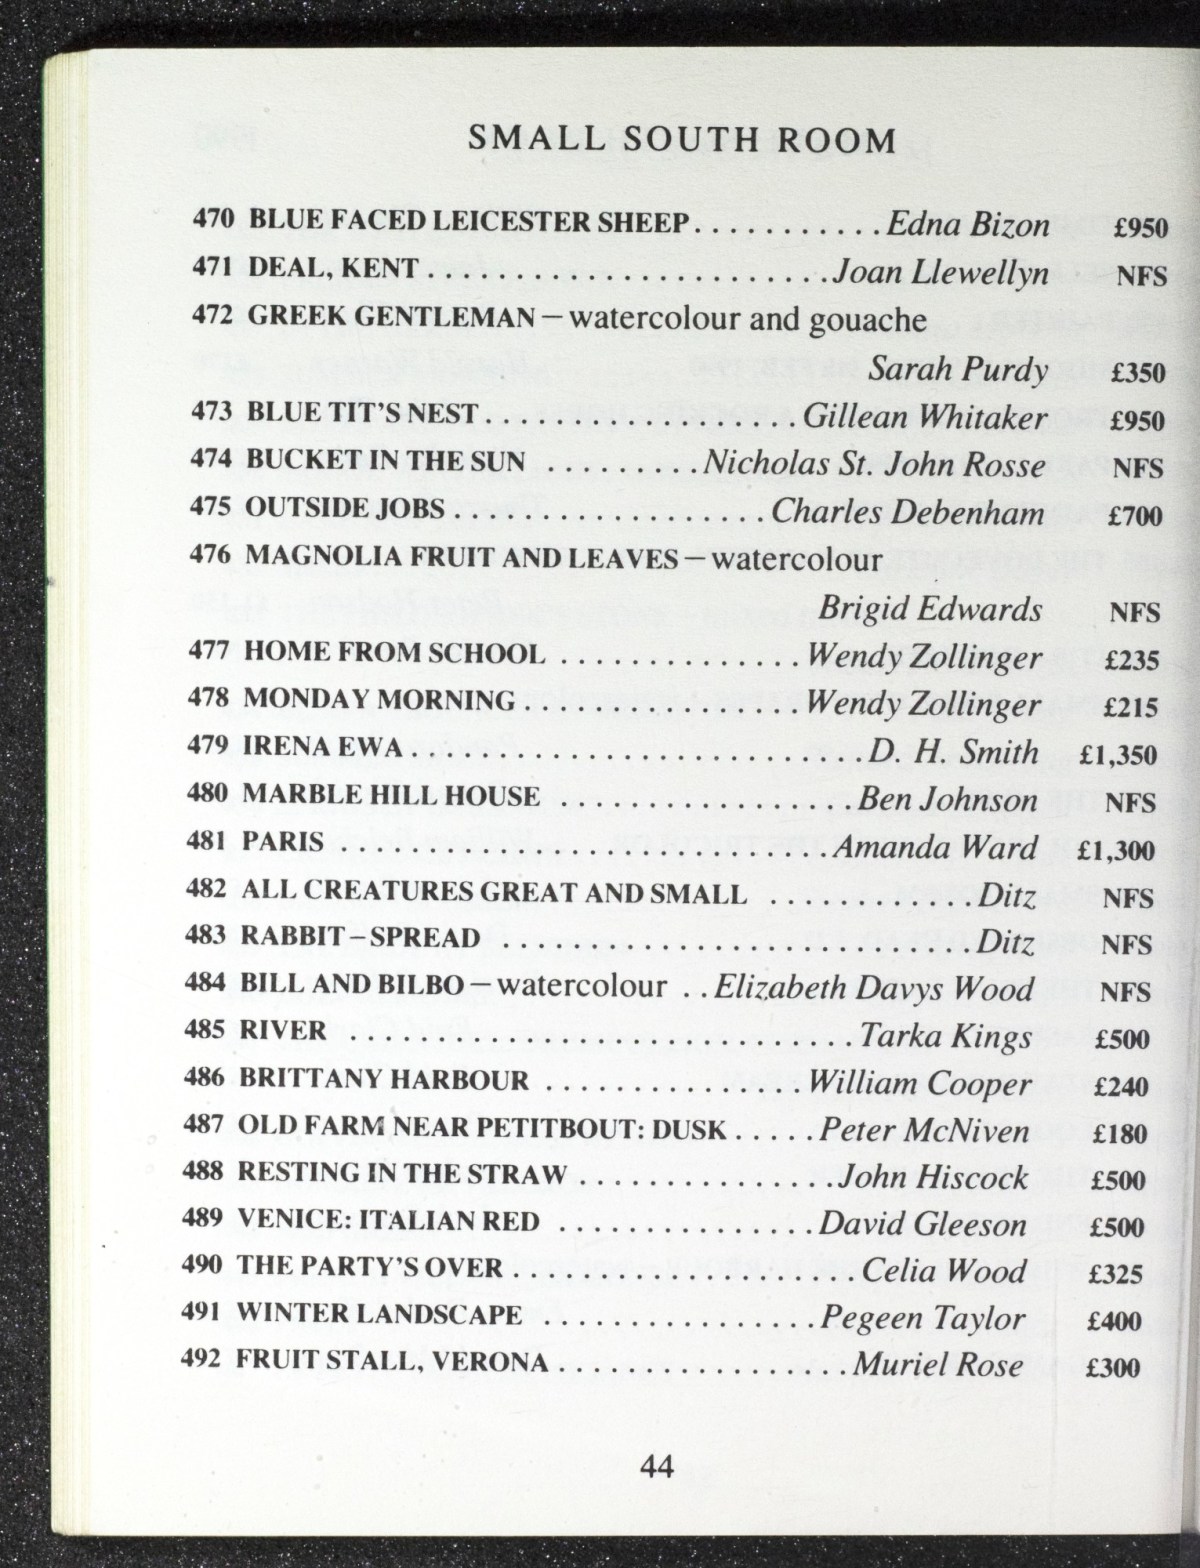 SMALL SOUTH ROOM
470 BLUE FACED LEICESTER SHEEP . . . . . . . . . . . Edna Bizon £950
471 DEAL, KENT . . . . . . . . . . . . . . . . . . . . . . . Joan Llewellyn NFS
472 GREEK GENTLEMAN — watercolour and gouache
Sarah Purdy £350
473 BLUE TIT'S NEST . . . . . . . . . . . . . . . . . . Gillean Whitaker £950
474 BUCKET IN THE SUN . . . . . . . . . Nicholas St. John Rosse NFS
475 OUTSIDE JOBS . . . . . . . . . . . . . . . . . . Charles Debenham £700
476 MAGNOLIA FRUIT AND LEAVES — watercolour
Brigid Edwards NFS
477 HOME FROM SCHOOL . . . . . . . . . . . . . . Wendy Zollinger £235
478 MONDAY MORNING . . . . . . . . . . . . . . . . Wendy Zollinger £215
479 IRENA EWA . . . . . . . . . . . . . . . . . . . . . . . . . . D. H. Smith £1,350
480 MARBLE HILL HOUSE . . . . . . . . . . . . . . . . . Ben Johnson NFS
481 PARIS . . . . . . . . . . . . . . . . . . . . . . . . . . . . Amanda Ward £1,300
482 ALL CREATURES GREAT AND SMALL . . . . . . . . . . . . Ditz NFS
483 RABBIT – SPREAD . . . . . . . . . . . . . . . . . . . . . . . . . . . Ditz NFS
484 BILL AND BILBO — watercolour . . Elizabeth Davys Wood NFS
485 RIVER . . . . . . . . . . . . . . . . . . . . . . . . . . . . . Tarka Kings £500
486 BRITTANY HARBOUR . . . . . . . . . . . . . . . William Cooper £240
487 OLD FARM NEAR PETITBOUT: DUSK . . . . . Peter McNiven £180
488 RESTING IN THE STRAW . . . . . . . . . . . . . . . John Hiscock £500
489 VENICE: ITALIAN RED . . . . . . . . . . . . . . . David Gleeson £500
490 THE PARTY'S OVER . . . . . . . . . . . . . . . . . . . . Celia Wood £325
491 WINTER LANDSCAPE . . . . . . . . . . . . . . . . Pegeen Taylor £400
492 FRUIT STALL, VERONA . . . . . . . . . . . . . . . . . Muriel Rose £300
44